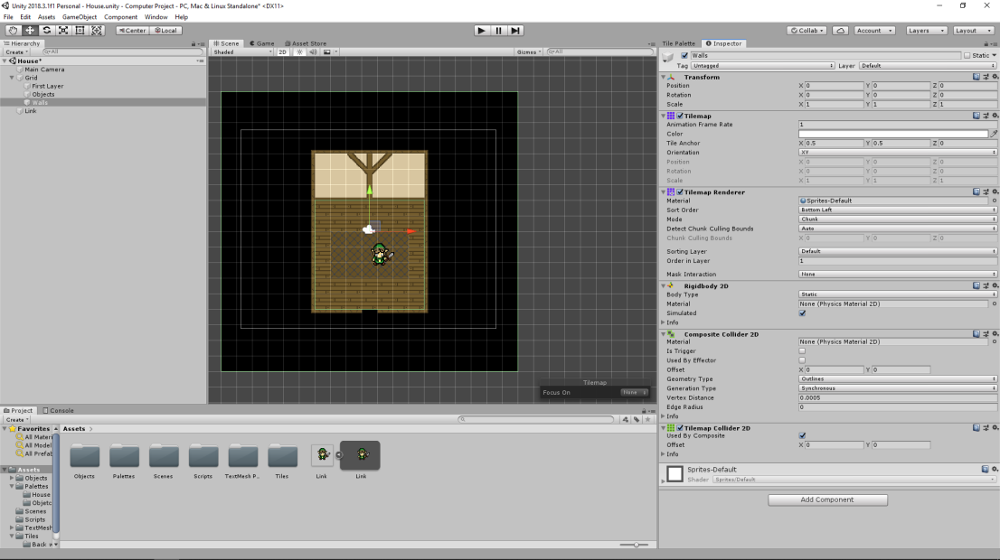 Unity 2018.3.1f1 Personal - House.unity - Computer Project - PC, Mac & Linux Standalone* <DX11>
File Edit Assets GameObject Component Window Help
Center Local Collab Account Layers Layout
Hierarchy
Create All
House*
Main Camera
Grid
First Layer
Objects
Walls
Link
Scene Game Asset Store
Shaded 2D Gizmos All
Tilemap
Focus On None
Project Console
Create
Favorites
All Materi
All Model
All Prefab
Assets
Objects
Palettes
House
Objetc
Scenes
Scripts
TextMesh
Tiles
Back w
Assets
Objects Palettes Scenes Scripts TextMesh P... Tiles Link Link
Tile Palette Inspector
Walls Static
Tag Untagged Layer Default
Transform
Position X 0 Y 0 Z 0
Rotation X 0 Y 0 Z 0
Scale X 1 Y 1 Z 1
Tilemap
Animation Frame Rate 1
Color
Tile Anchor X 0.5 Y 0.5 Z 0
Orientation XY
Position X 0 Y 0 Z 0
Rotation X 0 Y 0 Z 0
Scale X 1 Y 1 Z 1
Tilemap Renderer
Material Sprites-Default
Sort Order Bottom Left
Mode Chunk
Detect Chunk Culling Bounds Auto
Chunk Culling Bounds X 0 Y 0 Z 0
Sorting Layer Default
Order in Layer 1
Mask Interaction None
Rigidbody 2D
Body Type Static
Material None (Physics Material 2D)
Simulated
Info
Composite Collider 2D
Material None (Physics Material 2D)
Is Trigger
Used By Effector
Offset X 0 Y 0
Geometry Type Outlines
Generation Type Synchronous
Vertex Distance 0.0005
Edge Radius 0
Info
Tilemap Collider 2D
Used By Composite
Offset X 0 Y 0
Info
Sprites-Default
Shader Sprites/Default
Add Component